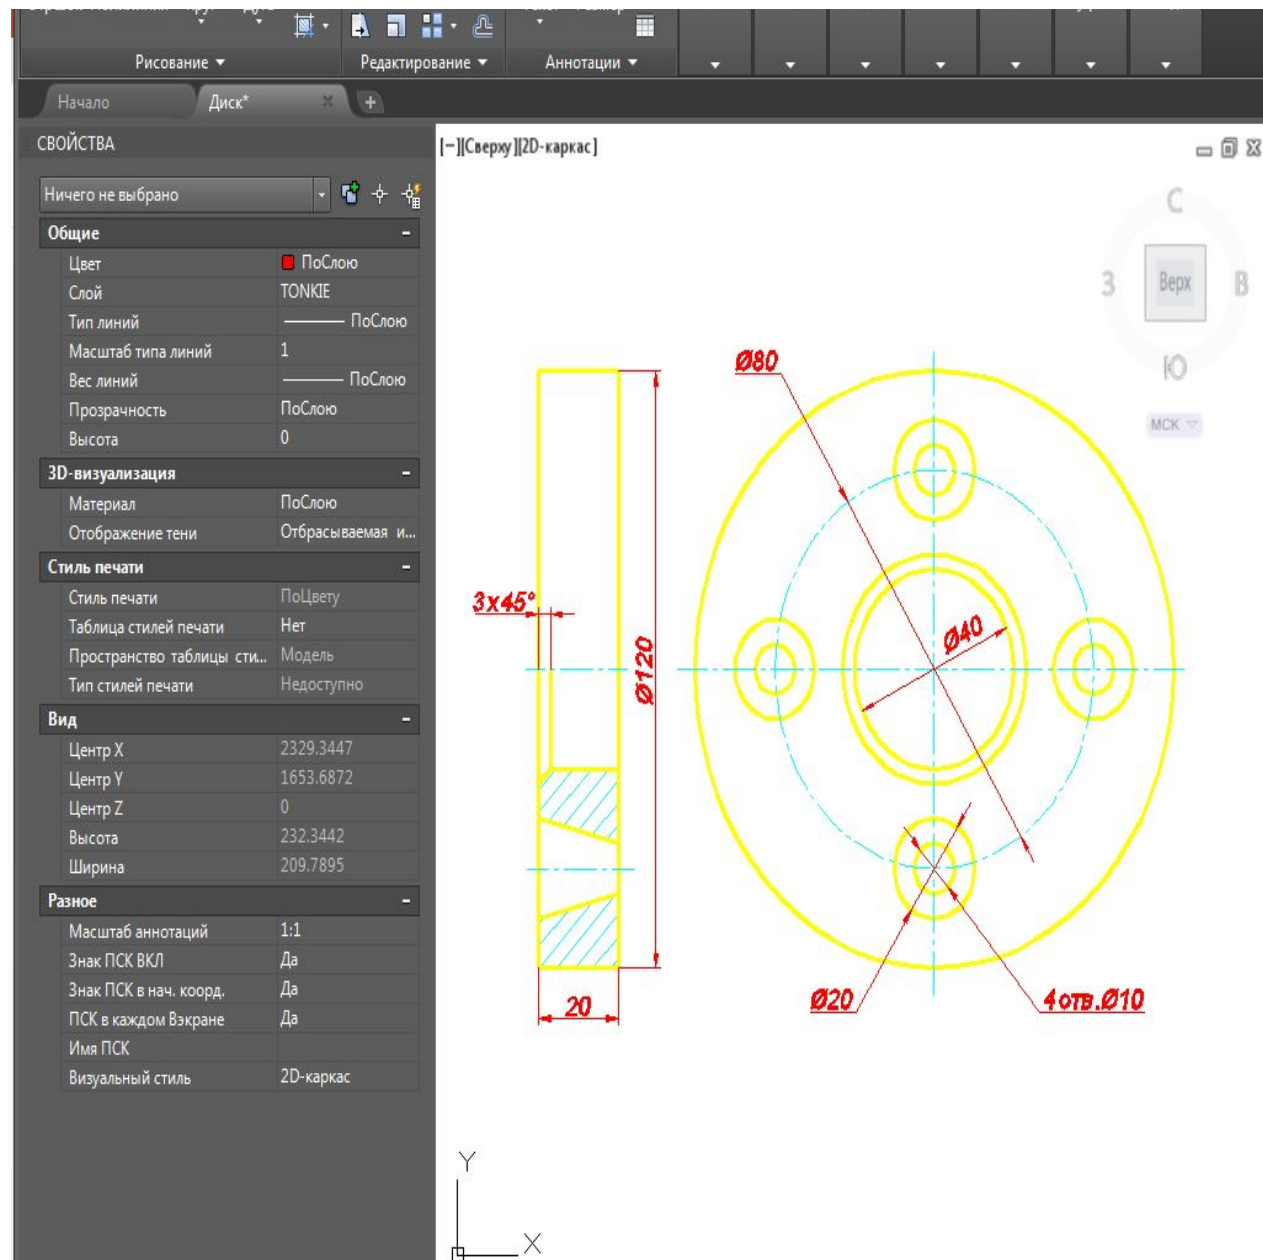 Рисование
Редактирование
Аннотации
Начало
Диск*
СВОЙСТВА
[−][Сверху][2D-каркас]
Ничего не выбрано
Общие
Цвет ПоСлою
Слой TONKIE
Тип линий ПоСлою
Масштаб типа линий 1
Вес линий ПоСлою
Прозрачность ПоСлою
Высота 0
3D-визуализация
Материал ПоСлою
Отображение тени Отбрасываемая и...
Стиль печати
Стиль печати ПоЦвету
Таблица стилей печати Нет
Пространство таблицы сти... Модель
Тип стилей печати Недоступно
Вид
Центр X 2329.3447
Центр Y 1653.6872
Центр Z 0
Высота 232.3442
Ширина 209.7895
Разное
Масштаб аннотаций 1:1
Знак ПСК ВКЛ Да
Знак ПСК в нач. коорд. Да
ПСК в каждом Вэкране Да
Имя ПСК
Визуальный стиль 2D-каркас
С
З Верх В
Ю
МСК
Ø80
3x45°
Ø120
Ø40
20
Ø20
4отв.Ø10
Y
X